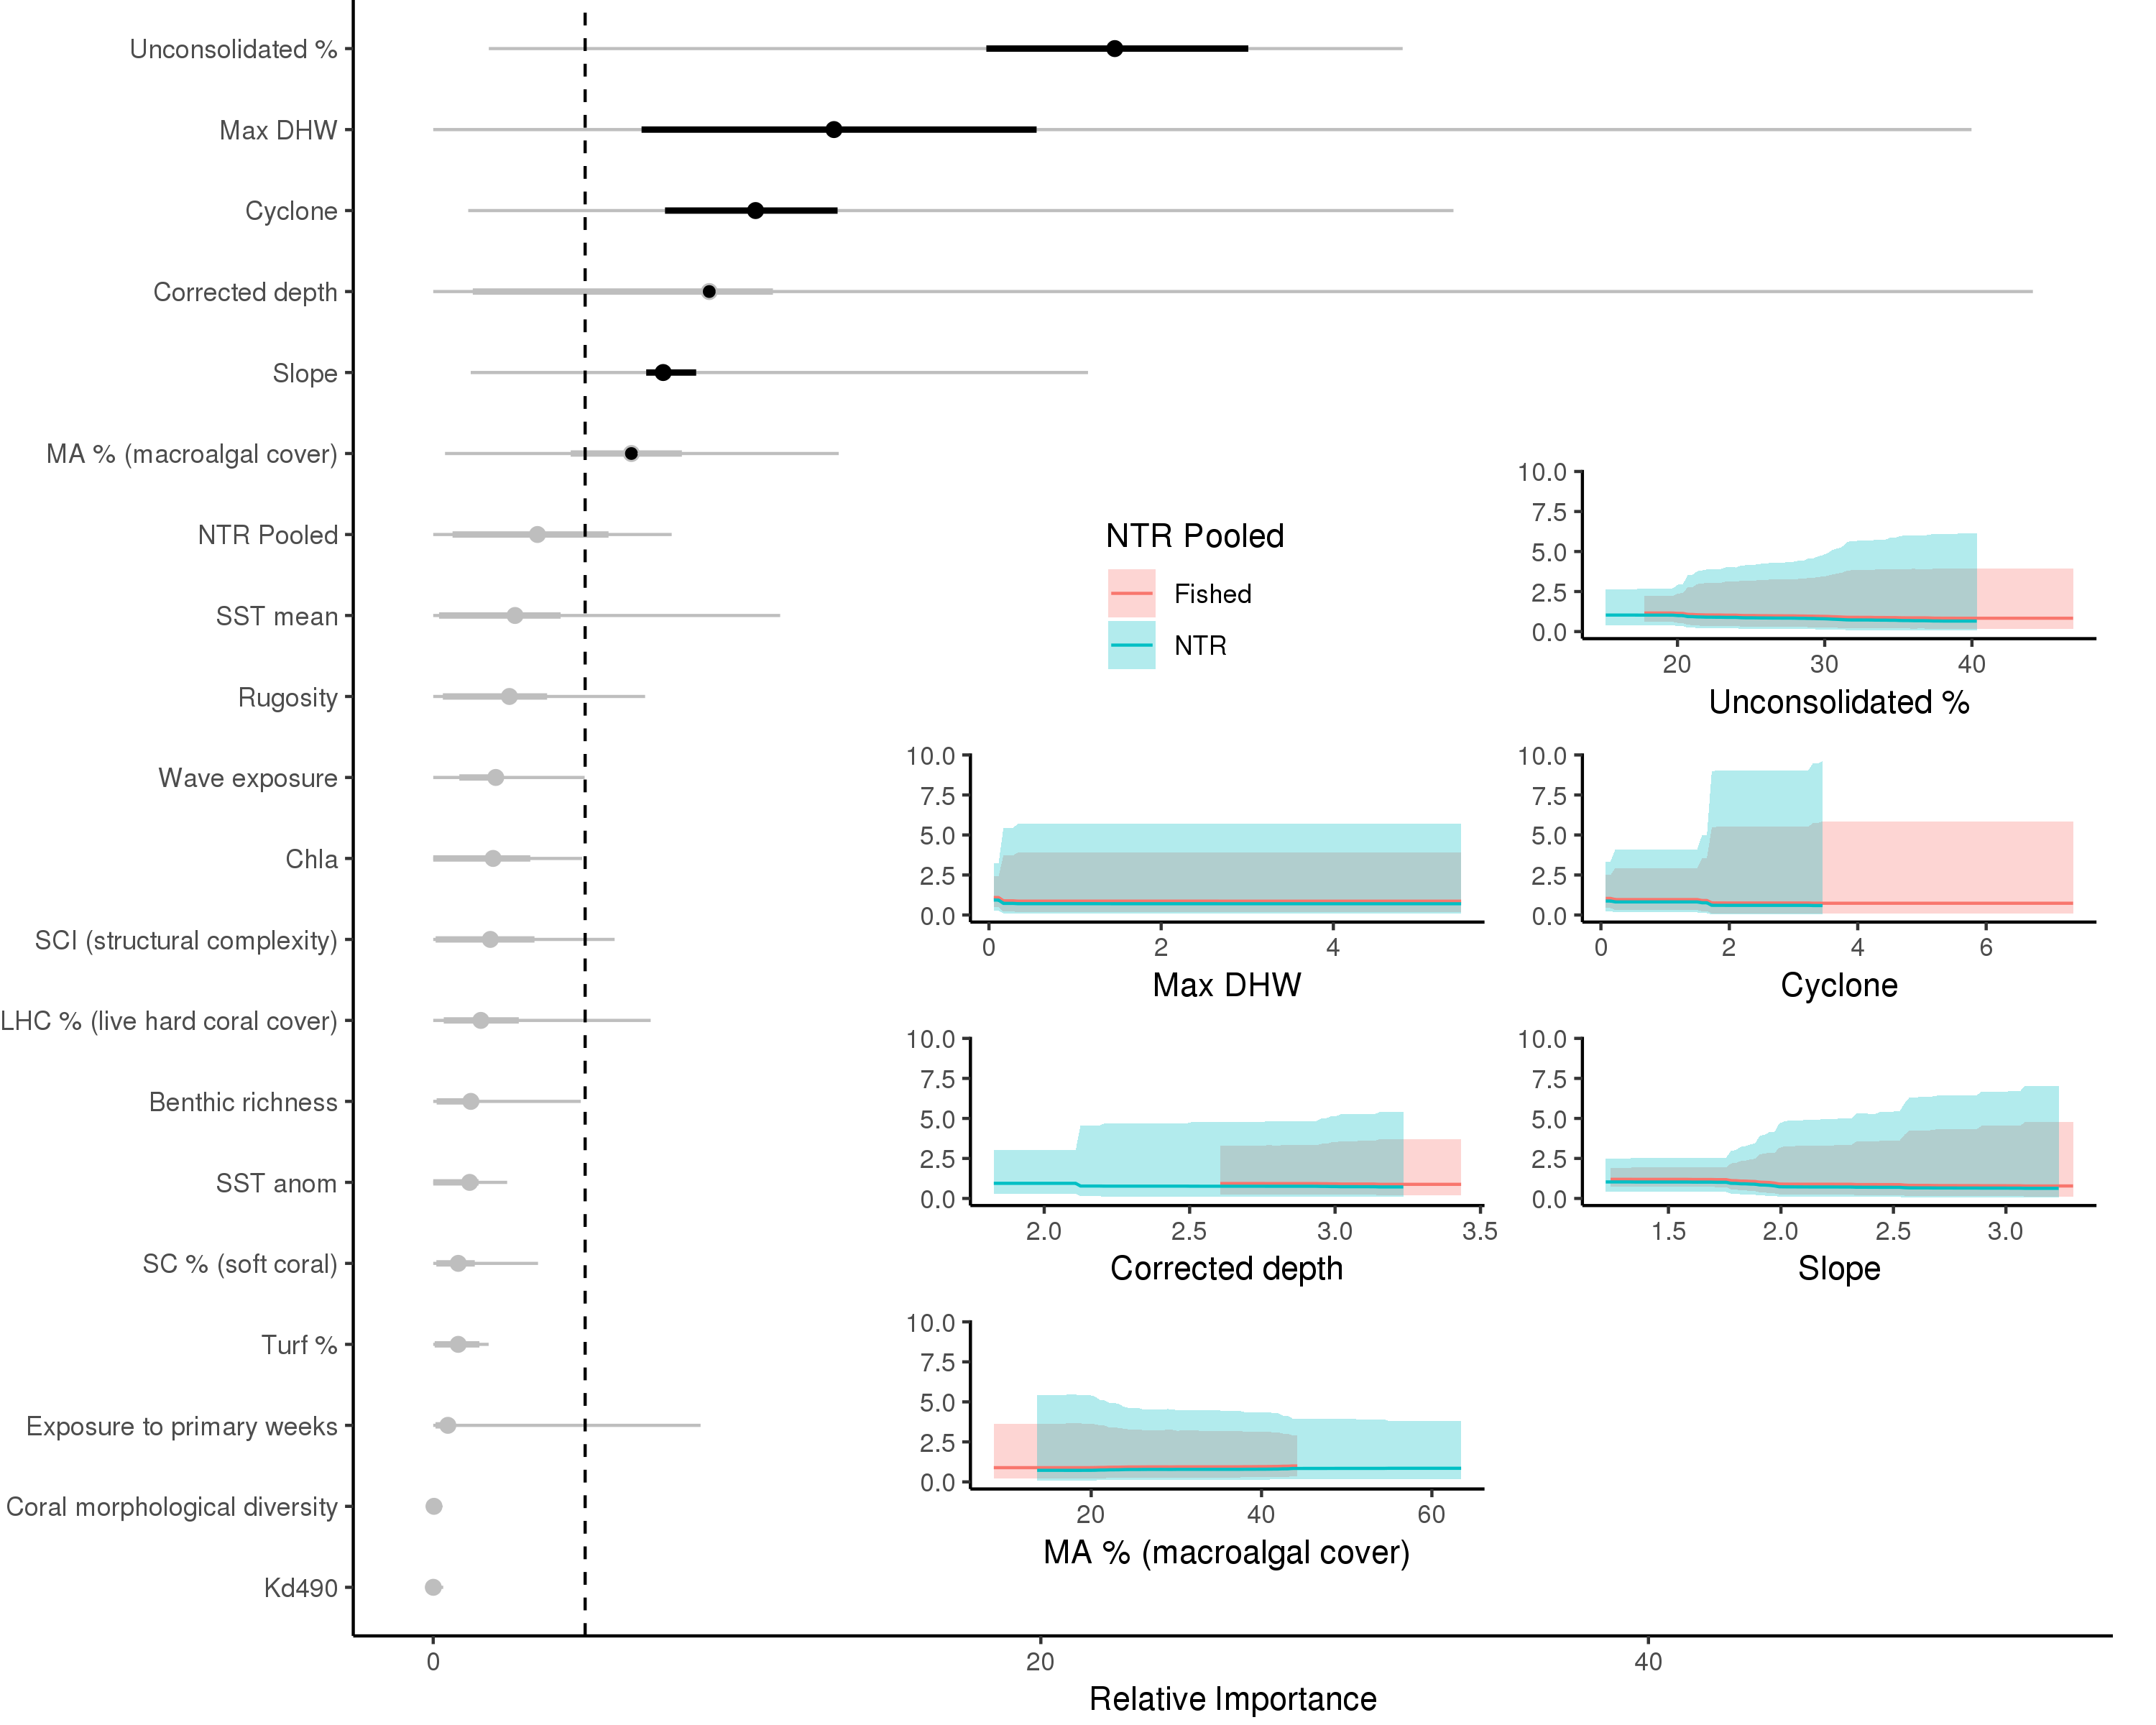 Unconsolidated %
Max DHW
Cyclone
Corrected depth
Slope
MA % (macroalgal cover)
NTR Pooled
SST mean
Rugosity
Wave exposure
Chla
SCI (structural complexity)
LHC % (live hard coral cover)
Benthic richness
SST anom
SC % (soft coral)
Turf %
Exposure to primary weeks
Coral morphological diversity
Kd490
0 20 40
Relative Importance
NTR Pooled
Fished
NTR
10.0
7.5
5.0
2.5
0.0
20 30 40
Unconsolidated %
10.0
7.5
5.0
2.5
0.0
0 2 4
Max DHW
10.0
7.5
5.0
2.5
0.0
0 2 4 6
Cyclone
10.0
7.5
5.0
2.5
0.0
2.0 2.5 3.0 3.5
Corrected depth
10.0
7.5
5.0
2.5
0.0
1.5 2.0 2.5 3.0
Slope
10.0
7.5
5.0
2.5
0.0
20 40 60
MA % (macroalgal cover)